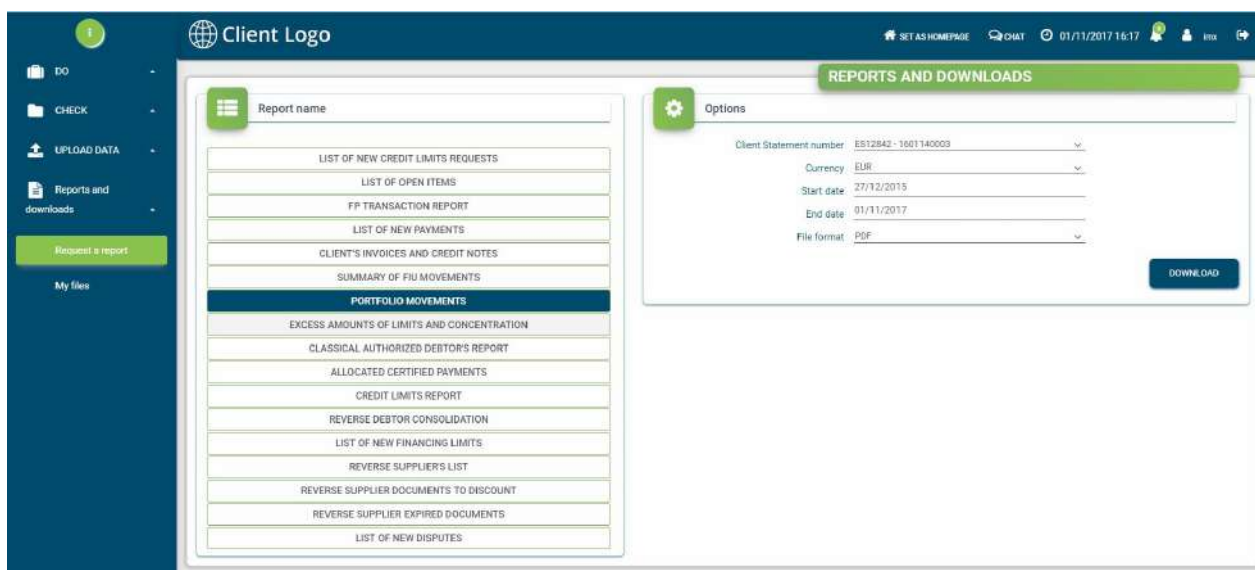 i
Client Logo
SET AS HOMEPAGE CHAT 01/11/2017 16:17 imx
DO
CHECK
UPLOAD DATA
Reports and
downloads
Request a report
My files
REPORTS AND DOWNLOADS
Report name
LIST OF NEW CREDIT LIMITS REQUESTS
LIST OF OPEN ITEMS
FP TRANSACTION REPORT
LIST OF NEW PAYMENTS
CLIENT'S INVOICES AND CREDIT NOTES
SUMMARY OF FIU MOVEMENTS
PORTFOLIO MOVEMENTS
EXCESS AMOUNTS OF LIMITS AND CONCENTRATION
CLASSICAL AUTHORIZED DEBTOR'S REPORT
ALLOCATED CERTIFIED PAYMENTS
CREDIT LIMITS REPORT
REVERSE DEBTOR CONSOLIDATION
LIST OF NEW FINANCING LIMITS
REVERSE SUPPLIER'S LIST
REVERSE SUPPLIER DOCUMENTS TO DISCOUNT
REVERSE SUPPLIER EXPIRED DOCUMENTS
LIST OF NEW DISPUTES
Options
Client Statement number ES12842 - 1601140003
Currency EUR
Start date 27/12/2015
End date 01/11/2017
File format PDF
DOWNLOAD